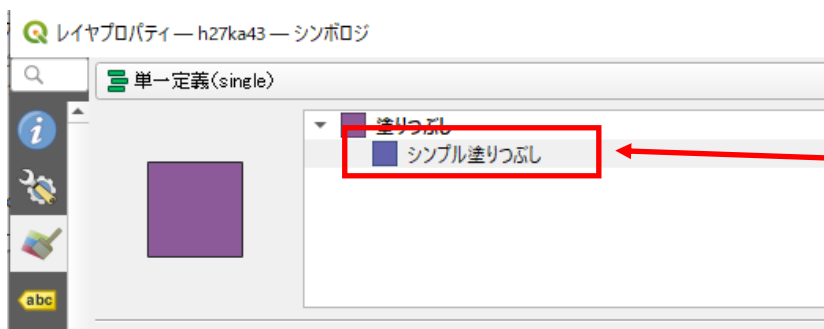 レイヤプロパティ — h27ka43 — シンボロジ
単一定義(single)
塗りつぶし
シンプル塗りつぶし
abc